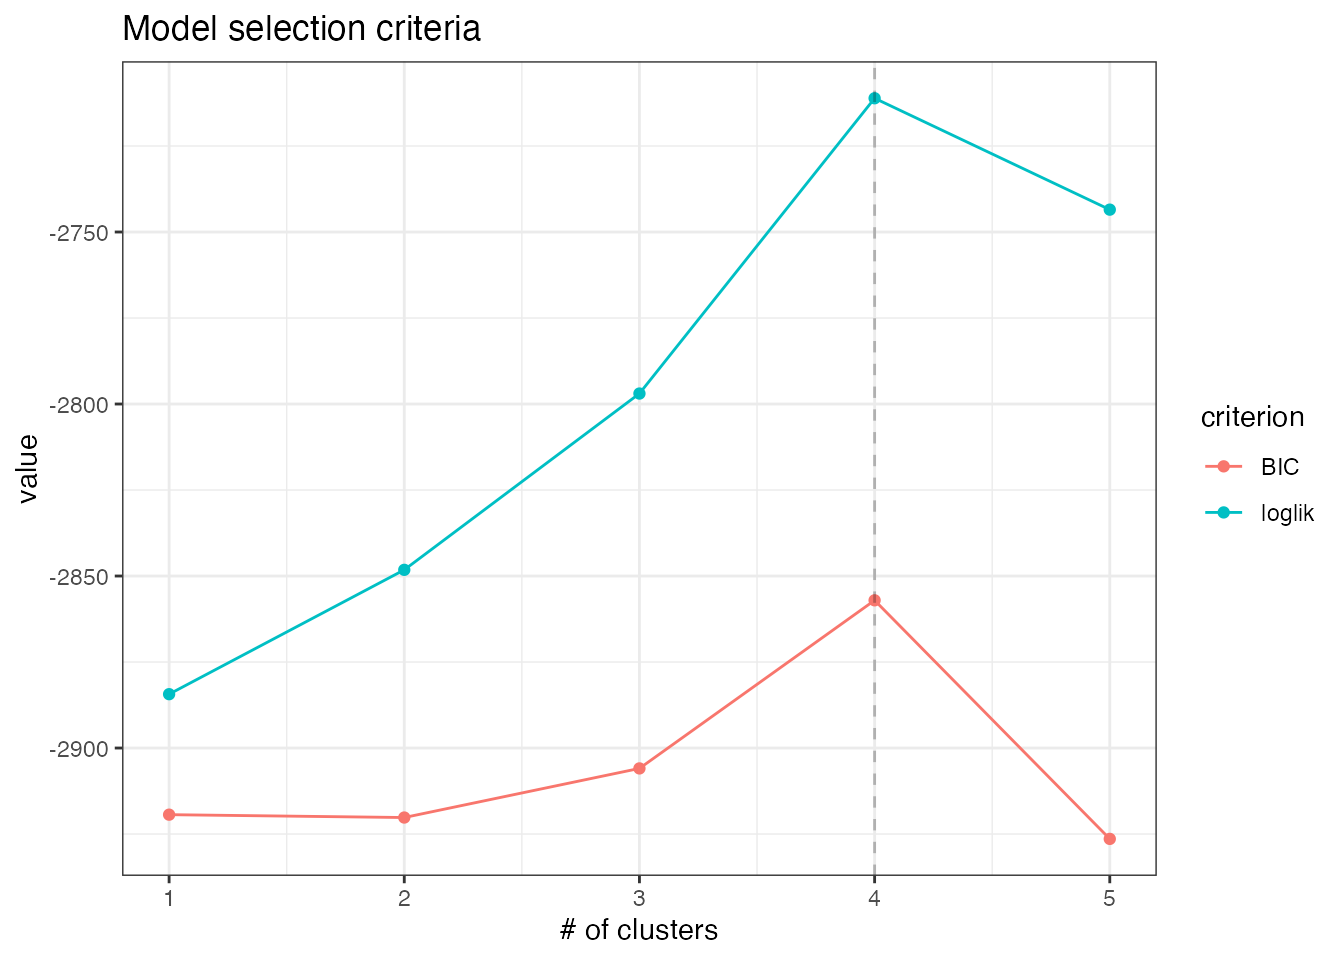 Model selection criteria
-2750
-2800
-2850
-2900
value
1 2 3 4 5
# of clusters
criterion
BIC
loglik